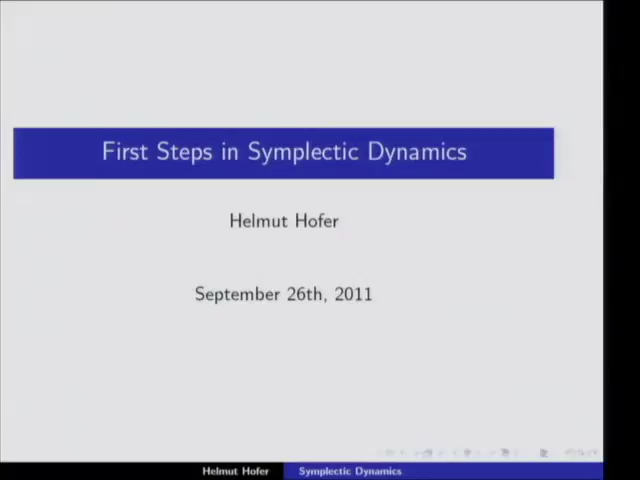 First Steps in Symplectic Dynamics
Helmut Hofer
September 26th, 2011
Helmut Hofer Symplectic Dynamics